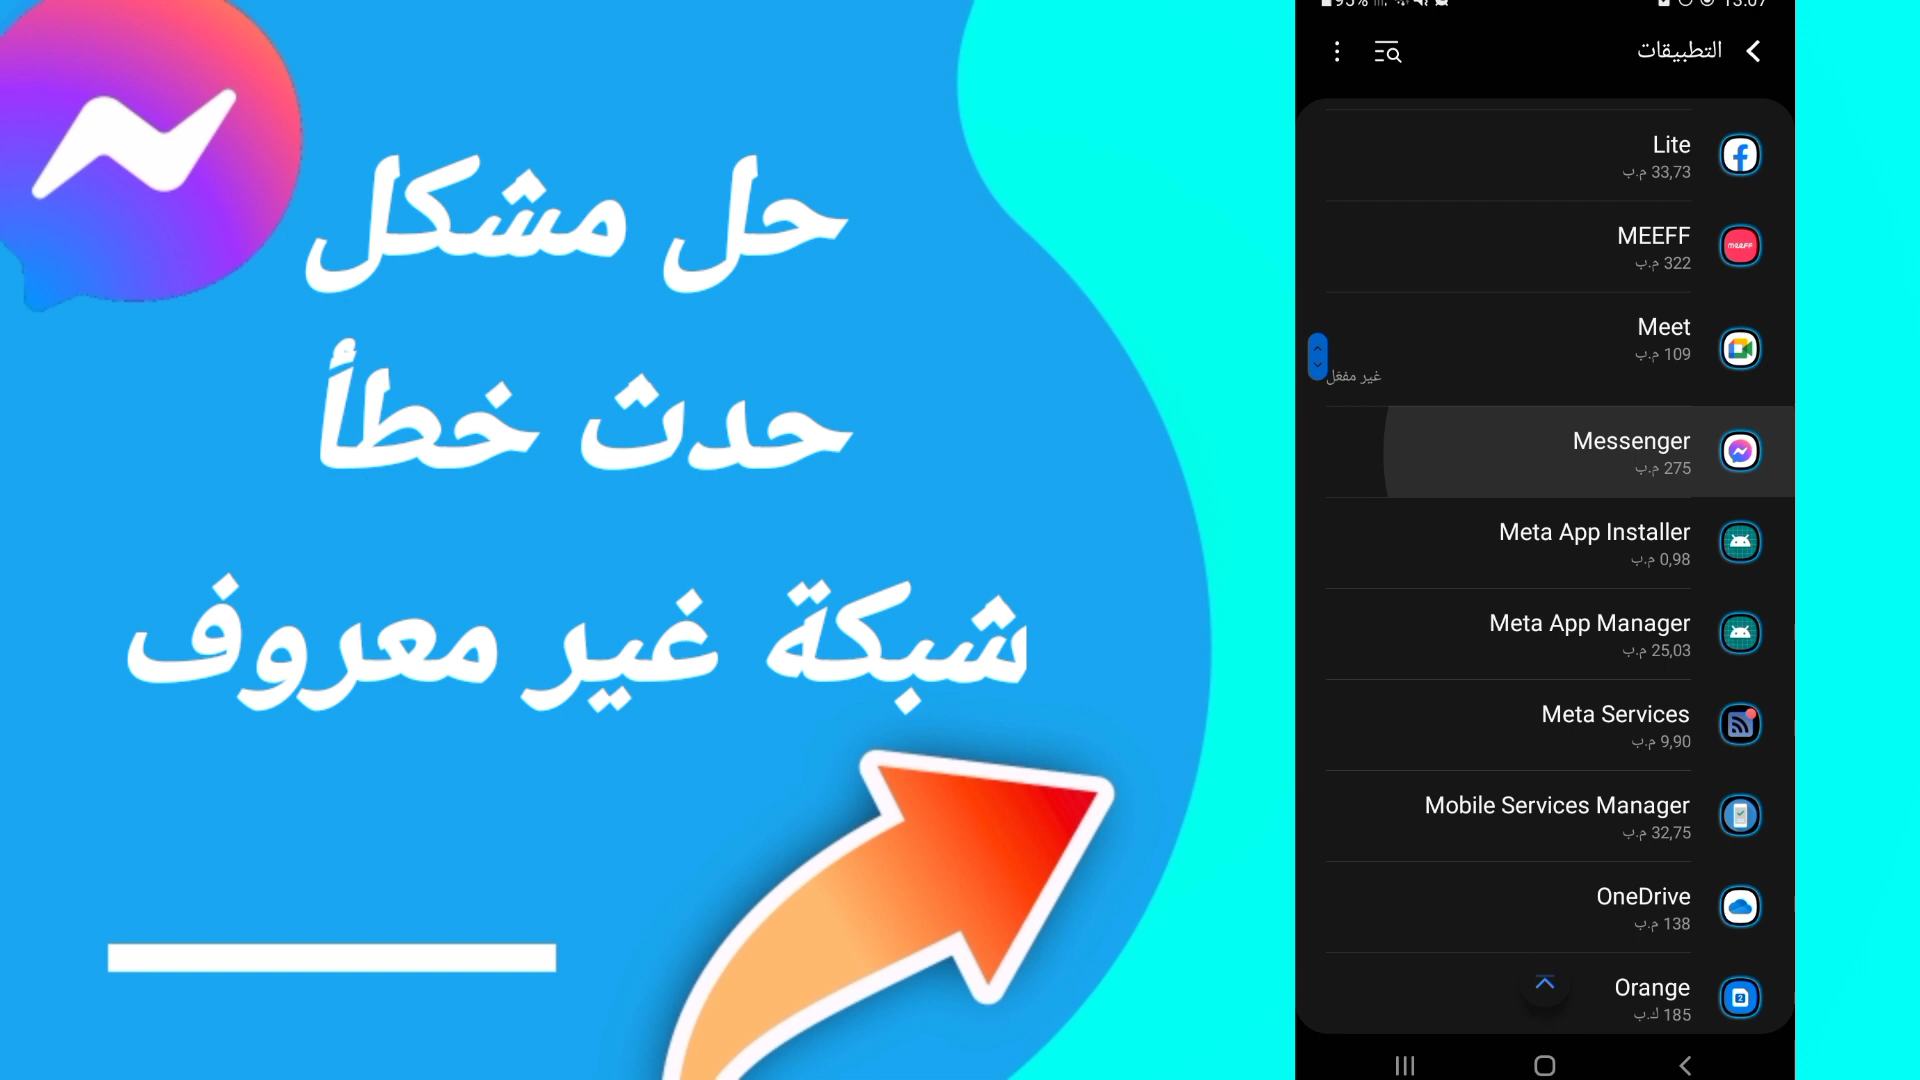 حل مشكل
حدث خطأ
شبكة غير معروف
التطبيقات
Lite
33,73 م.ب
MEEFF
322 م.ب
Meet
109 م.ب
غير مفعّل
Messenger
275 م.ب
Meta App Installer
0,98 م.ب
Meta App Manager
25,03 م.ب
Meta Services
9,90 م.ب
Mobile Services Manager
32,75 م.ب
OneDrive
138 م.ب
Orange
185 ك.ب